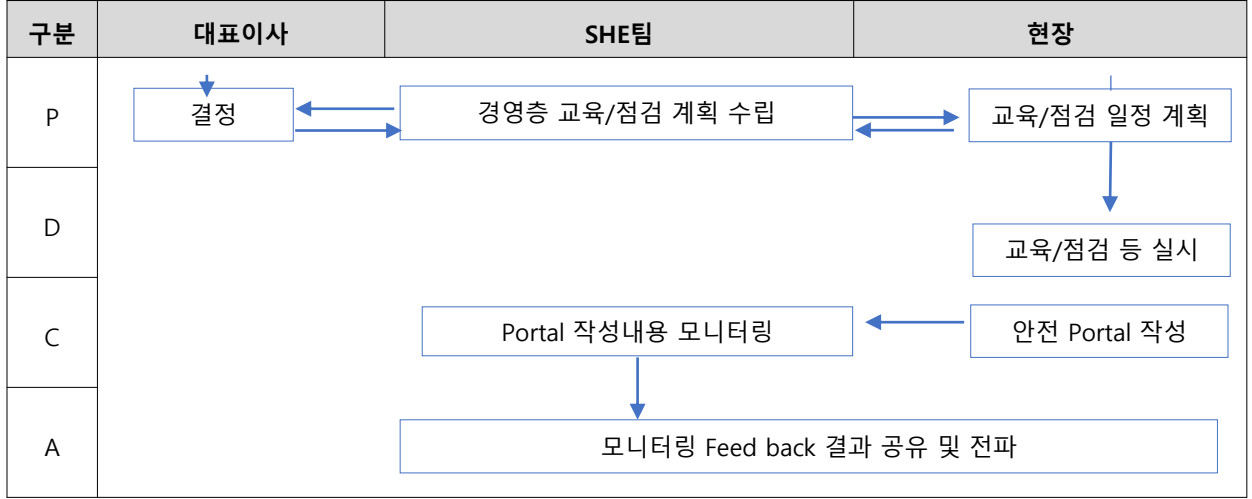 구분 대표이사 SHE팀 현장
P 결정 경영층 교육/점검 계획 수립 교육/점검 일정 계획
D 교육/점검 등 실시
C Portal 작성내용 모니터링 안전 Portal 작성
A 모니터링 Feed back 결과 공유 및 전파